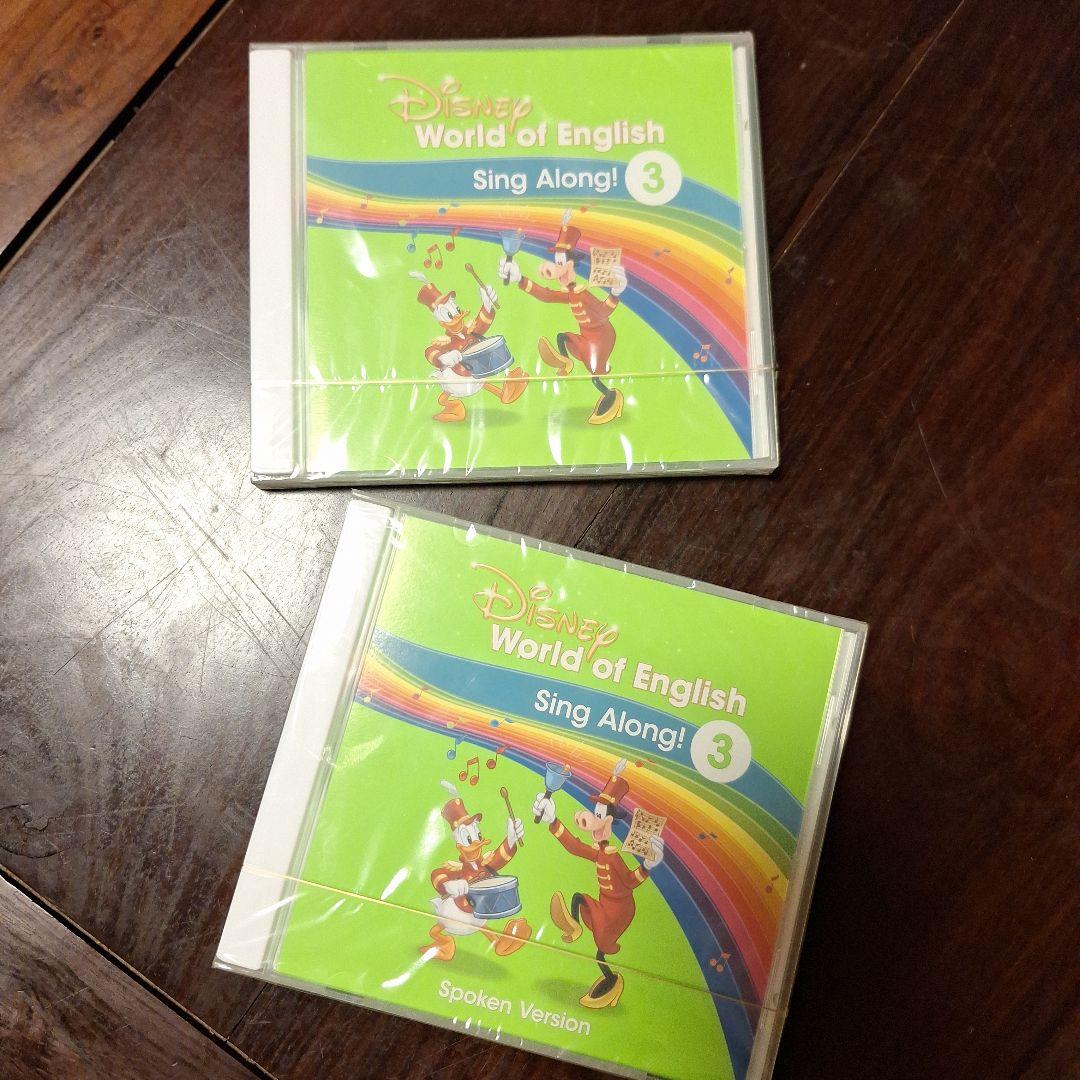 Disney
World of English
Sing Along! 3
Disney
World of English
Sing Along! 3
Spoken Version